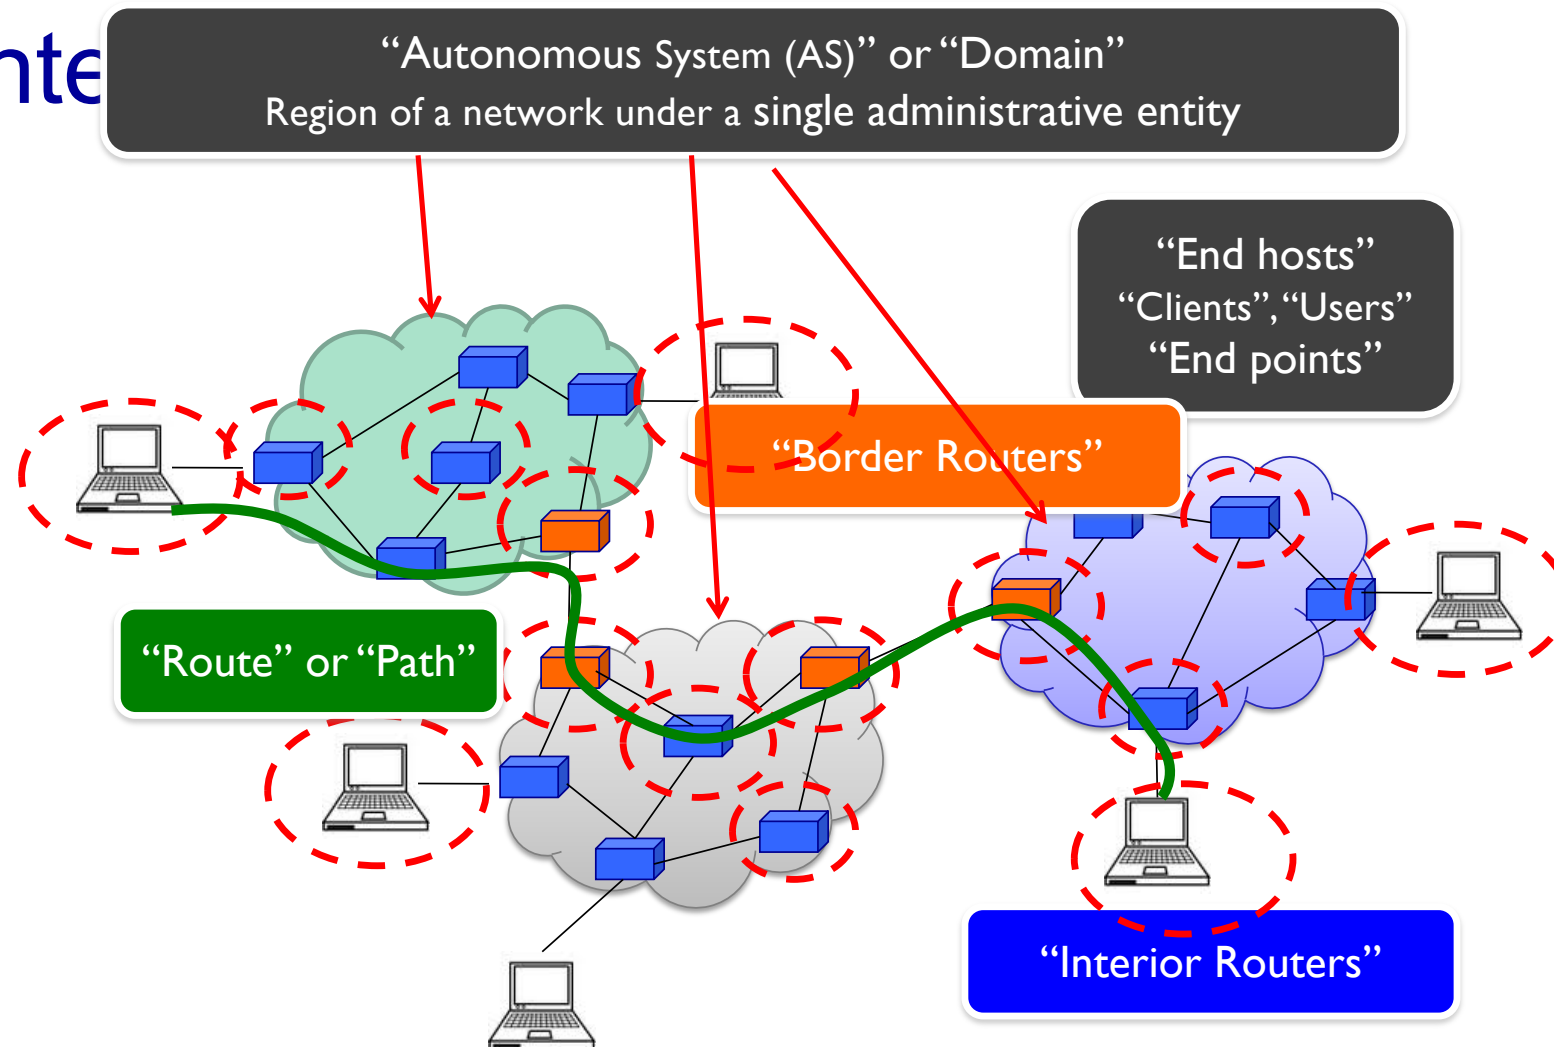 “Autonomous System (AS)” or “Domain”
Region of a network under a single administrative entity
“End hosts”
“Clients”, “Users”
“End points”
“Border Routers”
“Route” or “Path”
“Interior Routers”